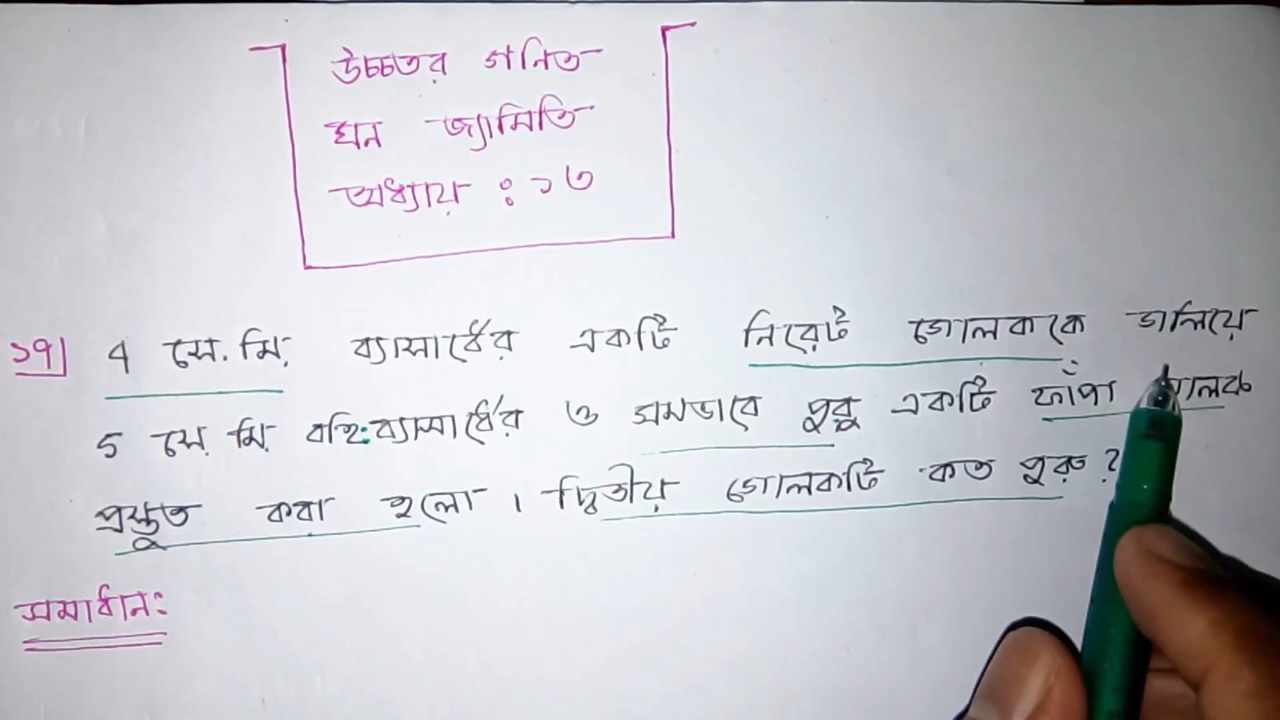 উচ্চতর গনিত
ঘন জ্যামিতি
অধ্যায় : ১৩
১৭| 4 সে. মি. ব্যাসার্ধের একটি নিরেট গোলককে গলিয়ে
5 সে. মি. বহিঃব্যাসার্ধের ও সমভাবে পুরু একটি ফাঁপা গোলক
প্রস্তুত করা হলো । দ্বিতীয় গোলকটি কত পুরু ?
সমাধান: